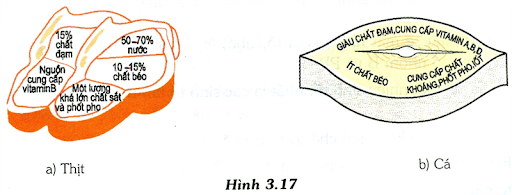 15%
chất
đạm
50-70%
nước
Nguồn
cung cấp
vitaminB
10 -15%
chất béo
Một lượng
khá lớn chất sắt
và phốt pho
GIÀU CHẤT ĐẠM,CUNG CẤP VITAMIN A,B,D
ÍT CHẤT BÉO
CUNG CẤP CHẤT
KHOÁNG,PHỐT PHO,IỐT
a) Thịt
b) Cá
Hình 3.17